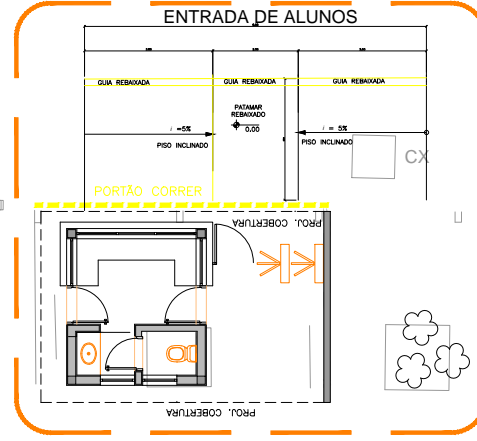 ENTRADA DE ALUNOS
GUIA REBAIXADA
GUIA REBAIXADA
GUIA REBAIXADA
PATAMAR
REBAIXADO
0.00
i =5%
i = 5%
PISO INCLINADO
PISO INCLINADO
CX
PORTÃO CORRER
PROJ. COBERTURA
PROJ. COBERTURA